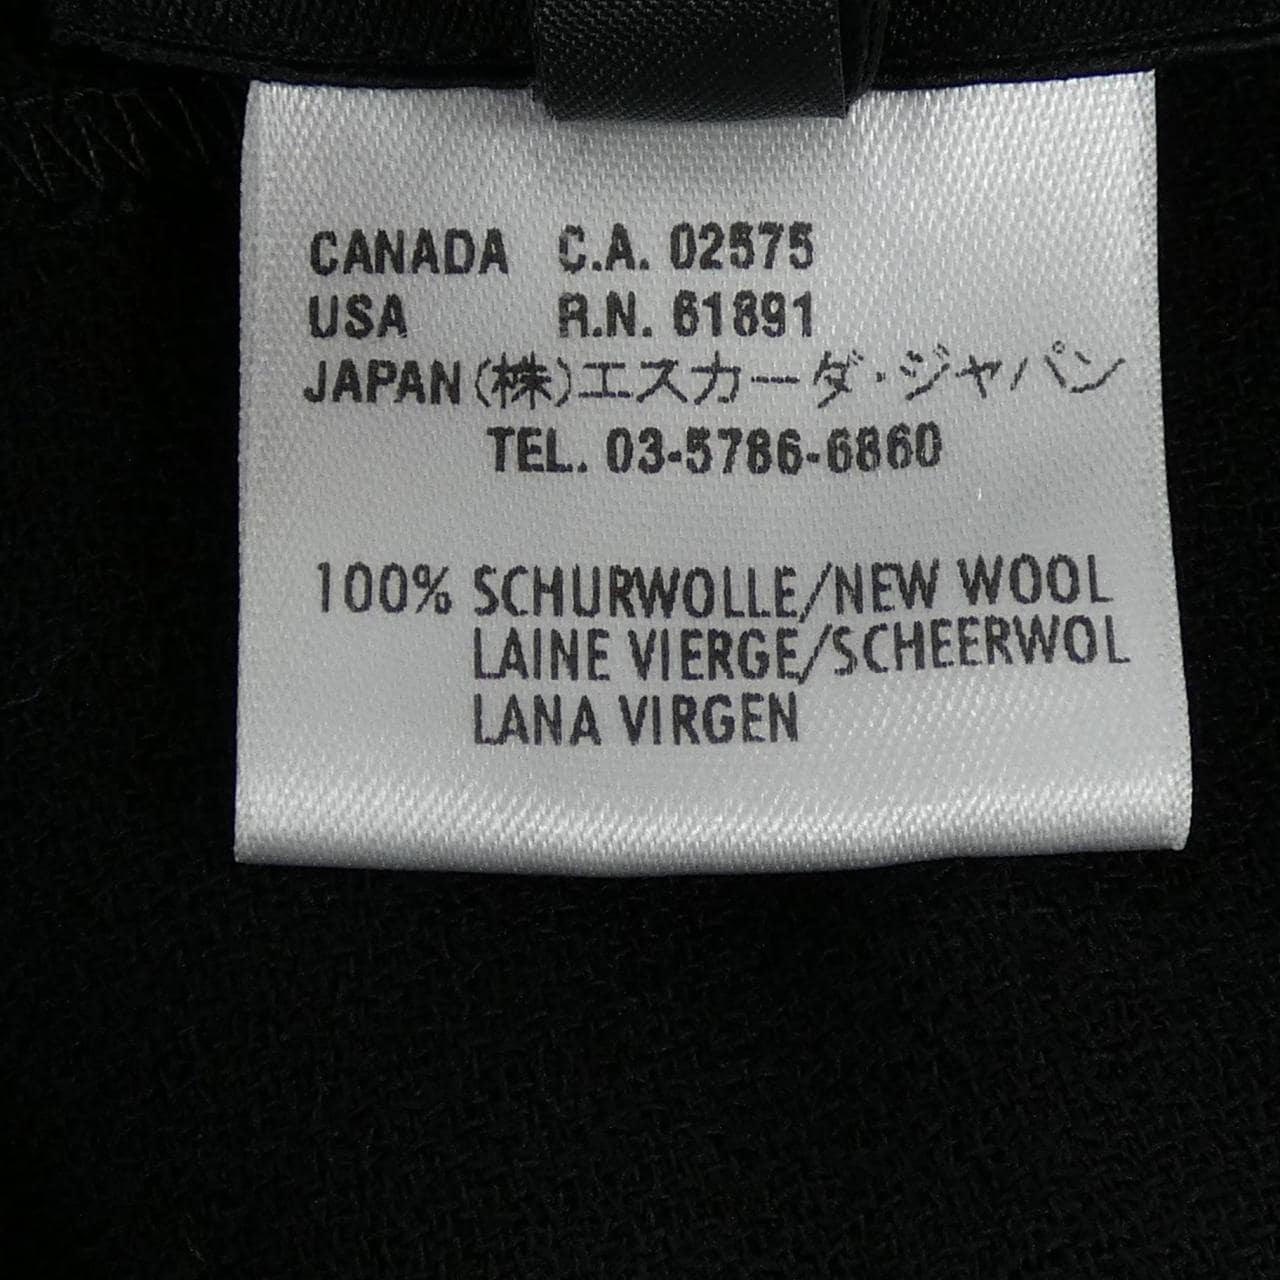 CANADA C.A. 02575
USA R.N. 61891
JAPAN (株)エスカーダ・ジャパン
TEL. 03-5786-6860
100% SCHURWOLLE/NEW WOOL
LAINE VIERGE/SCHEERWOL
LANA VIRGEN